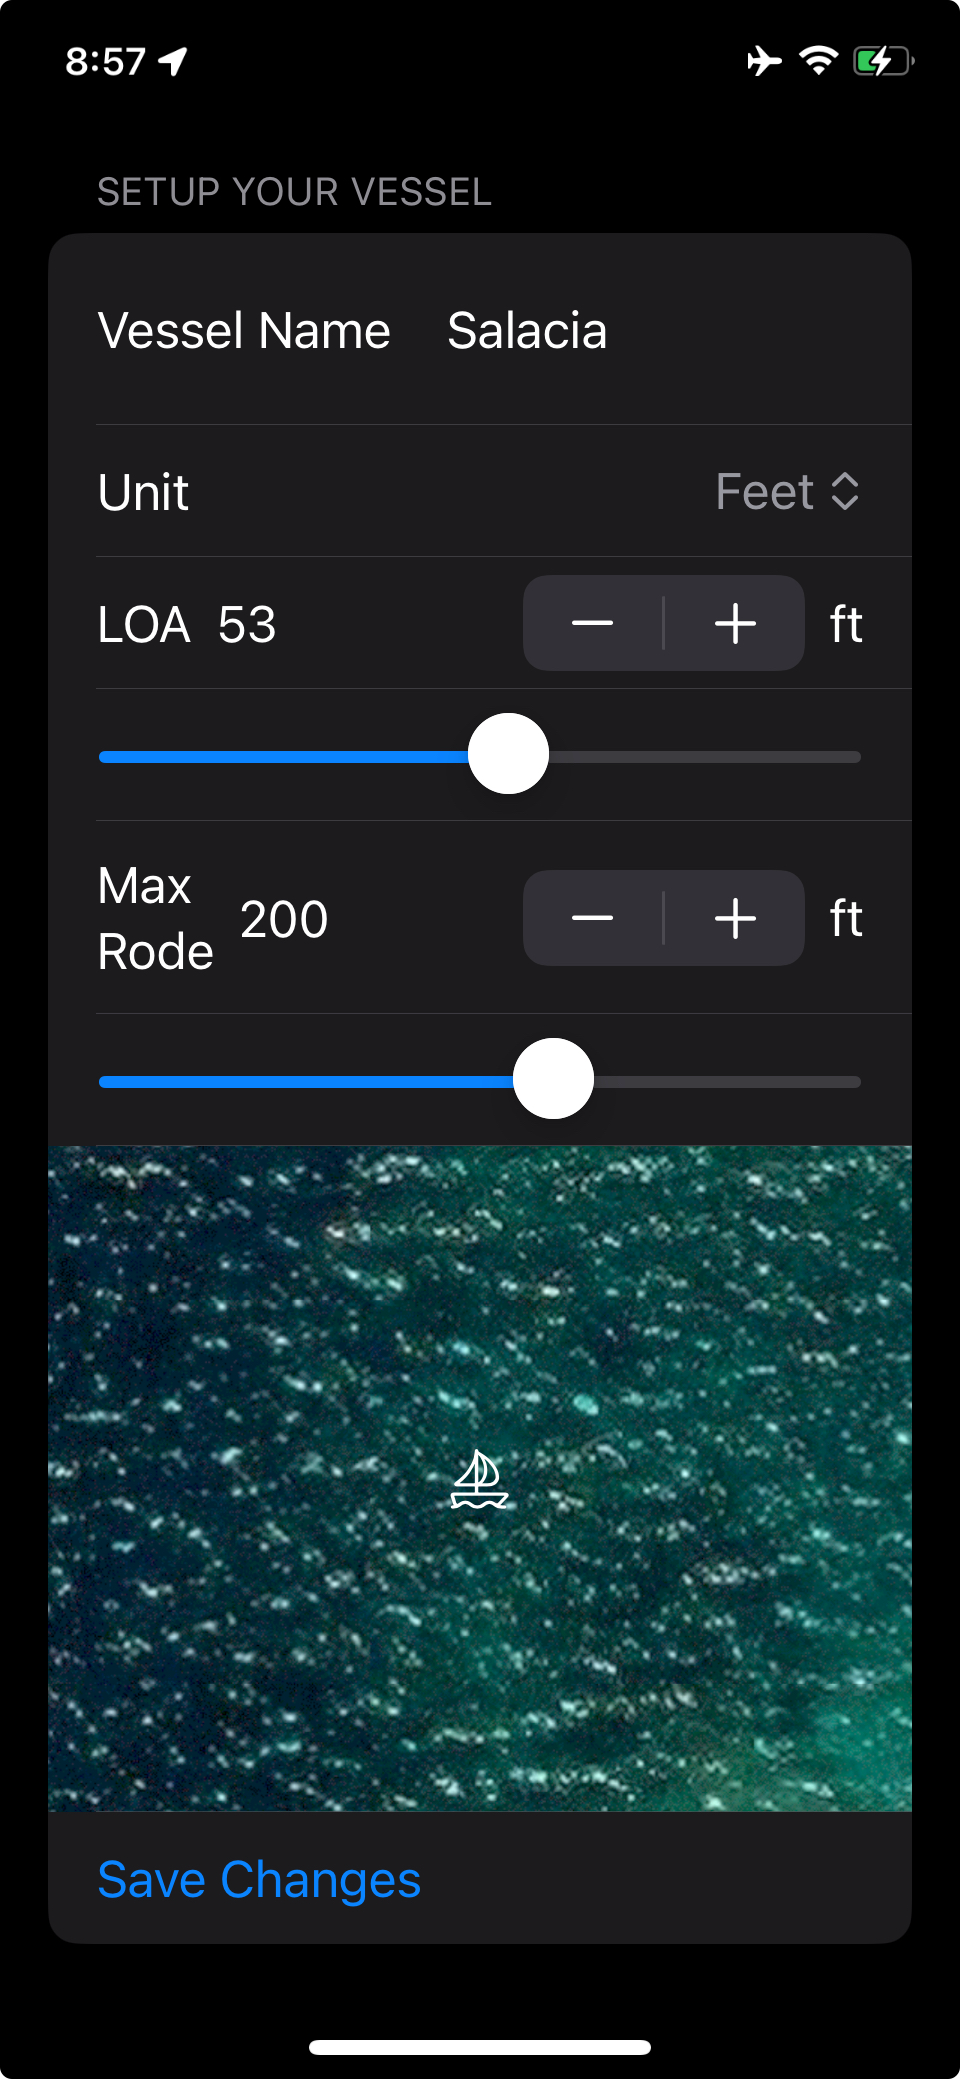 8:57
SETUP YOUR VESSEL
Vessel Name Salacia
Unit Feet
LOA 53 ft
Max Rode 200 ft
Save Changes